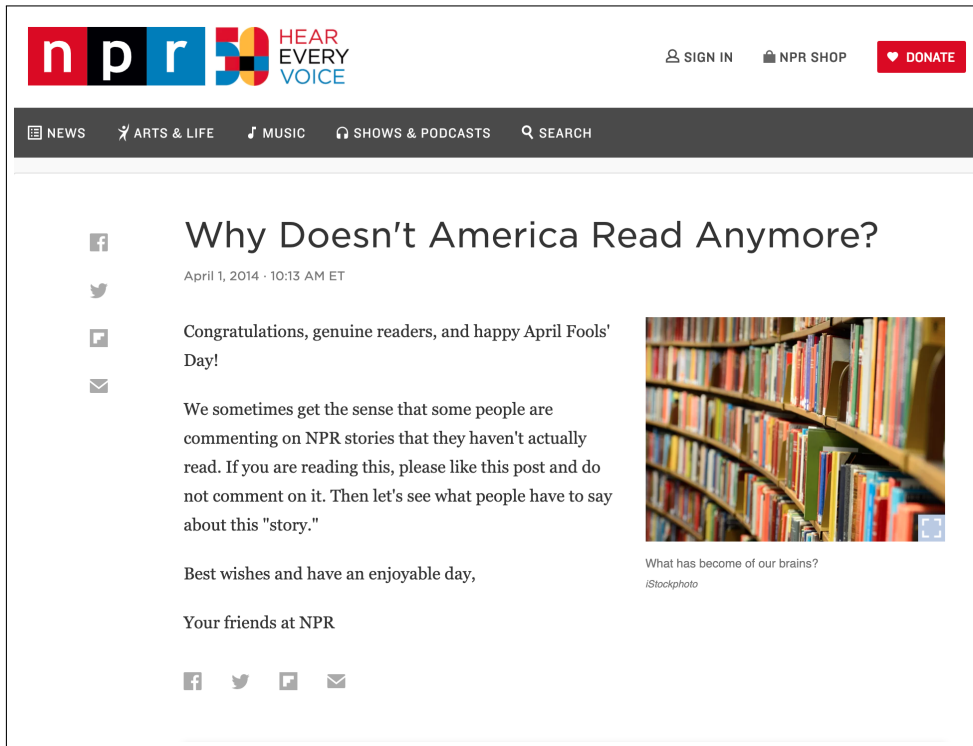 npr 50 HEAR
EVERY
VOICE
SIGN IN NPR SHOP DONATE
NEWS ARTS & LIFE MUSIC SHOWS & PODCASTS SEARCH
Why Doesn't America Read Anymore?
April 1, 2014 · 10:13 AM ET
Congratulations, genuine readers, and happy April Fools'
Day!
We sometimes get the sense that some people are
commenting on NPR stories that they haven't actually
read. If you are reading this, please like this post and do
not comment on it. Then let's see what people have to say
about this "story."
Best wishes and have an enjoyable day,
Your friends at NPR
What has become of our brains?
iStockphoto